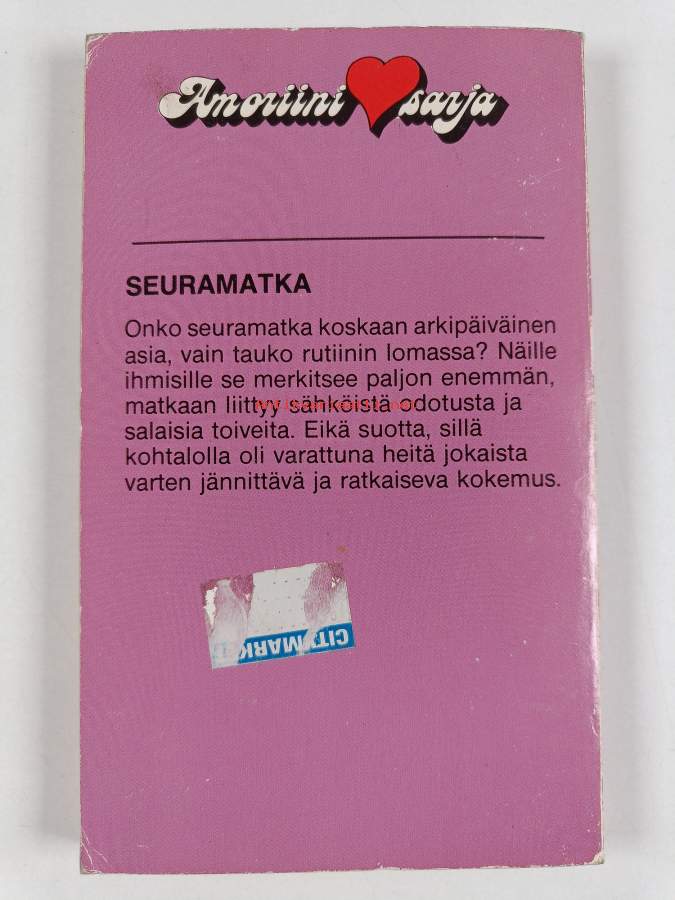 Amoriini sarja
SEURAMATKA
Onko seuramatka koskaan arkipäiväinen
asia, vain tauko rutiinin lomassa? Näille
ihmisille se merkitsee paljon enemmän,
matkaan liittyy sähköistä odotusta ja
salaisia toiveita. Eikä suotta, sillä
kohtalolla oli varattuna heitä jokaista
varten jännittävä ja ratkaiseva kokemus.